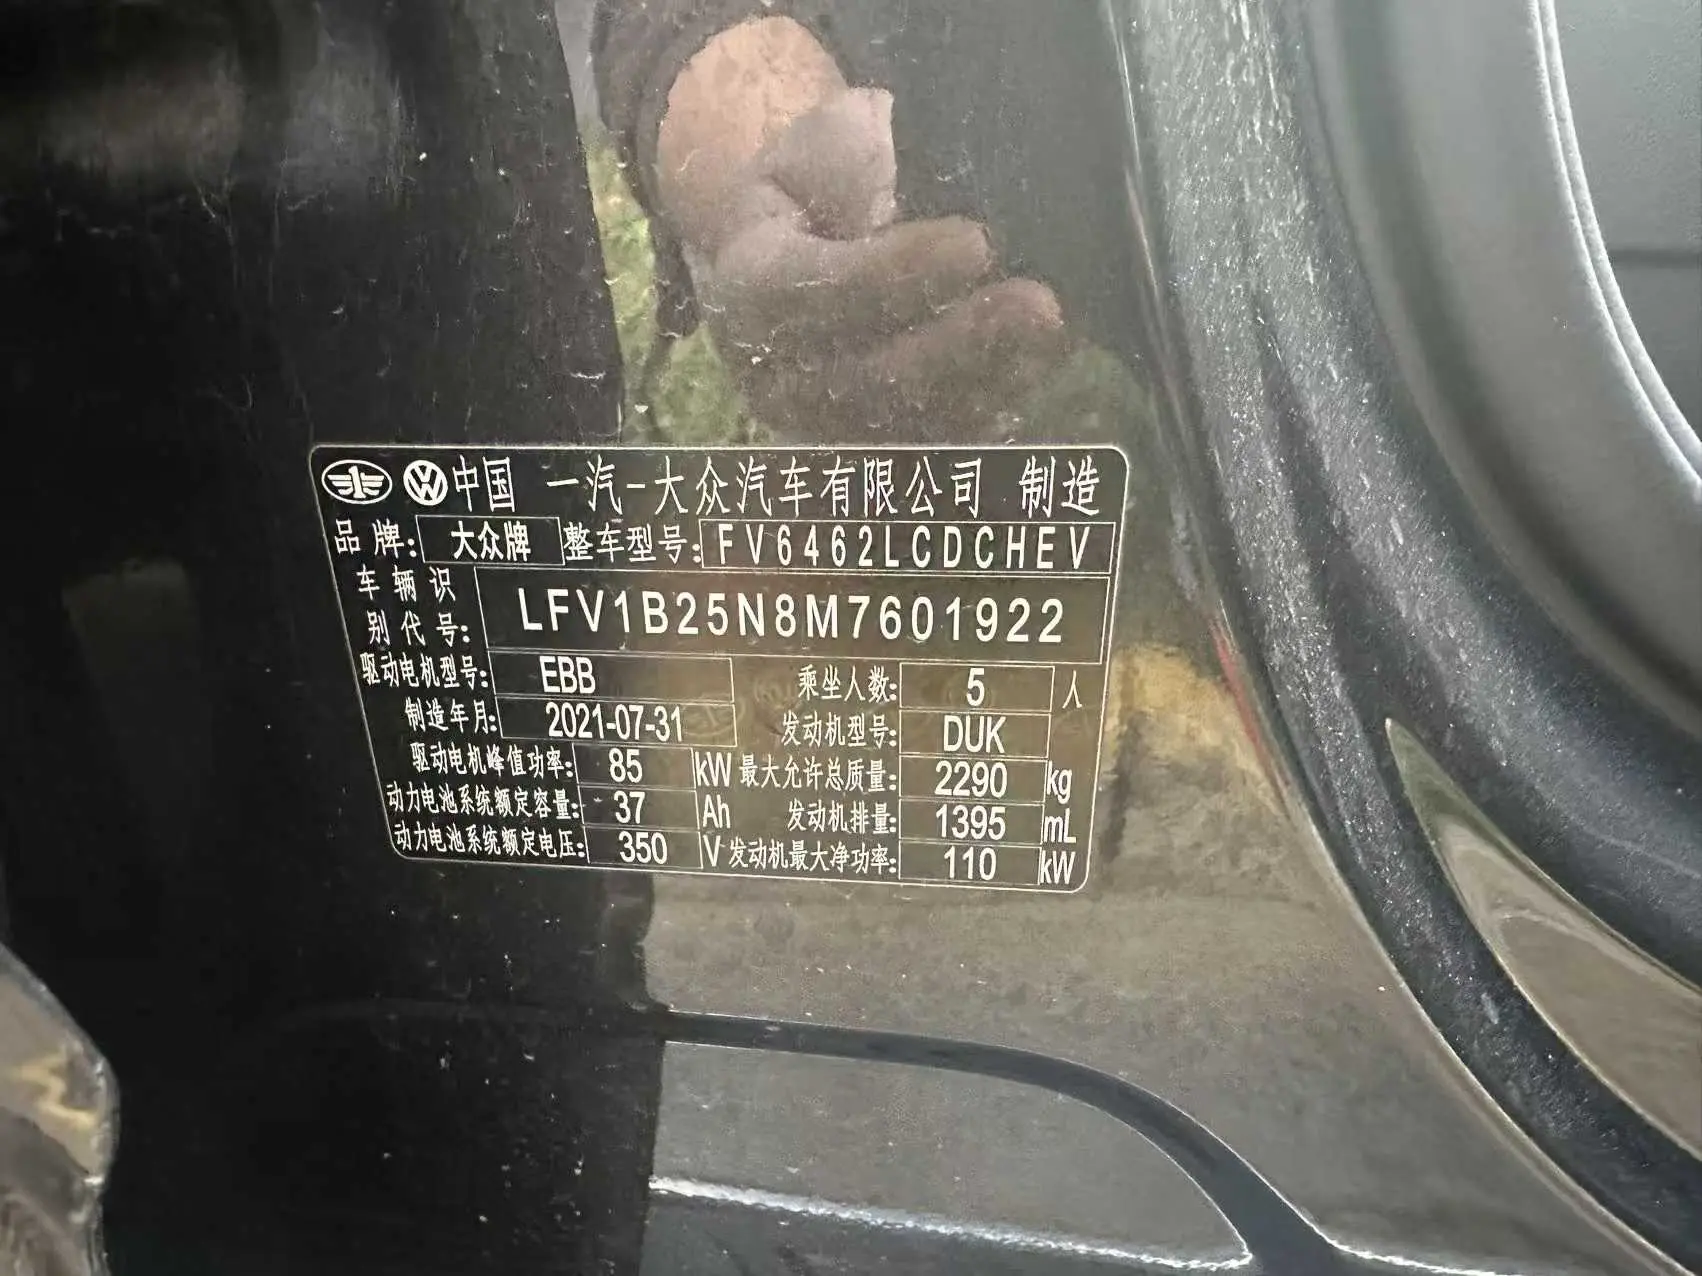 中国 一汽-大众汽车有限公司 制造
品牌: 大众牌 整车型号: FV6462LCDCHEV
车辆识别代号: LFV1B25N8M7601922
驱动电机型号: EBB 乘坐人数: 5 人
制造年月: 2021-07-31 发动机型号: DUK
驱动电机峰值功率: 85 kW 最大允许总质量: 2290 kg
动力电池系统额定容量: 37 Ah 发动机排量: 1395 mL
动力电池系统额定电压: 350 V 发动机最大净功率: 110 kW